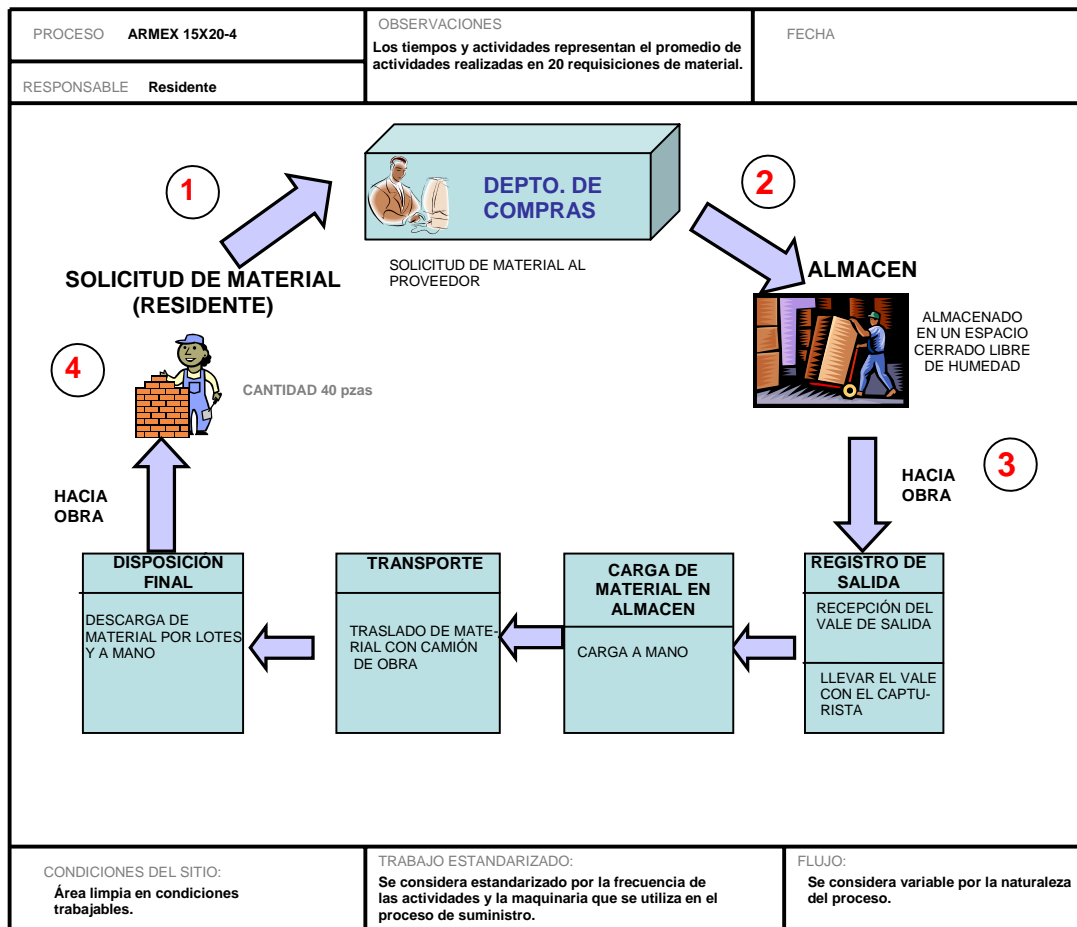 PROCESO ARMEX 15X20-4
RESPONSABLE Residente
OBSERVACIONES
Los tiempos y actividades representan el promedio de
actividades realizadas en 20 requisiciones de material.
FECHA
1
DEPTO. DE
COMPRAS
2
SOLICITUD DE MATERIAL
(RESIDENTE)
SOLICITUD DE MATERIAL AL
PROVEEDOR
ALMACEN
ALMACENADO
EN UN ESPACIO
CERRADO LIBRE
DE HUMEDAD
4
CANTIDAD 40 pzas
HACIA
OBRA
3
HACIA
OBRA
DISPOSICIÓN
FINAL
DESCARGA DE
MATERIAL POR LOTES
Y A MANO
TRANSPORTE
TRASLADO DE MATE-
RIAL CON CAMIÓN
DE OBRA
CARGA DE
MATERIAL EN
ALMACEN
CARGA A MANO
REGISTRO DE
SALIDA
RECEPCIÓN DEL
VALE DE SALIDA
LLEVAR EL VALE
CON EL CAPTU-
RISTA
CONDICIONES DEL SITIO:
Área limpia en condiciones
trabajables.
TRABAJO ESTANDARIZADO:
Se considera estandarizado por la frecuencia de
las actividades y la maquinaria que se utiliza en el
proceso de suministro.
FLUJO:
Se considera variable por la naturaleza
del proceso.